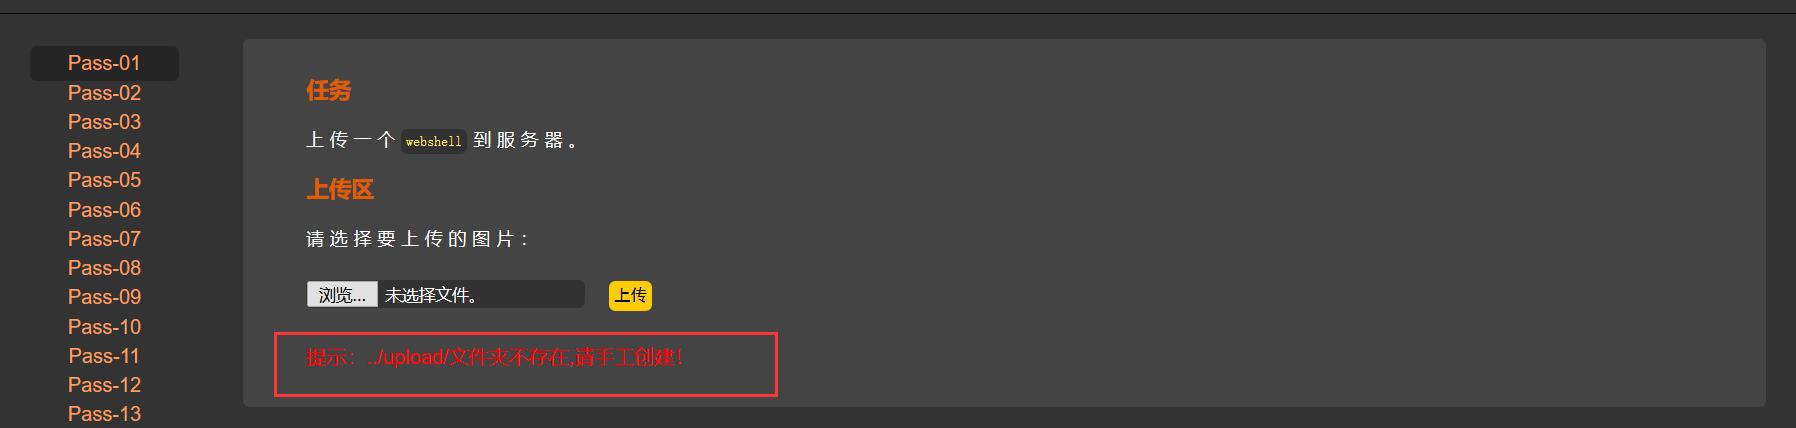 Pass-01
Pass-02
Pass-03
Pass-04
Pass-05
Pass-06
Pass-07
Pass-08
Pass-09
Pass-10
Pass-11
Pass-12
Pass-13
任务
上传一个 webshell 到服务器。
上传区
请选择要上传的图片：
浏览... 未选择文件。 上传
提示：../upload/文件夹不存在,请手工创建！